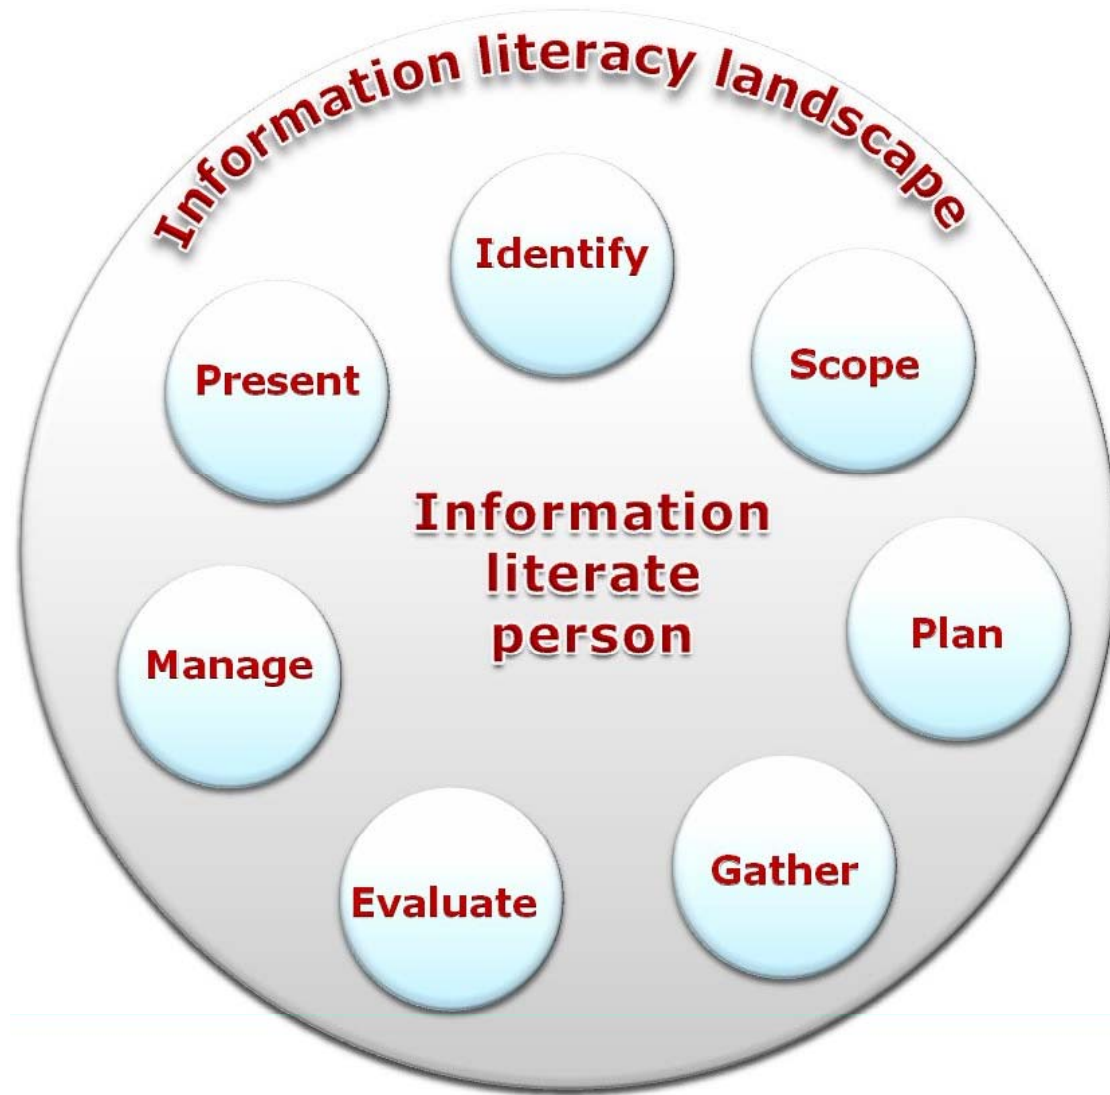 Information literacy landscape
Identify
Scope
Plan
Gather
Evaluate
Manage
Present
Information
literate
person